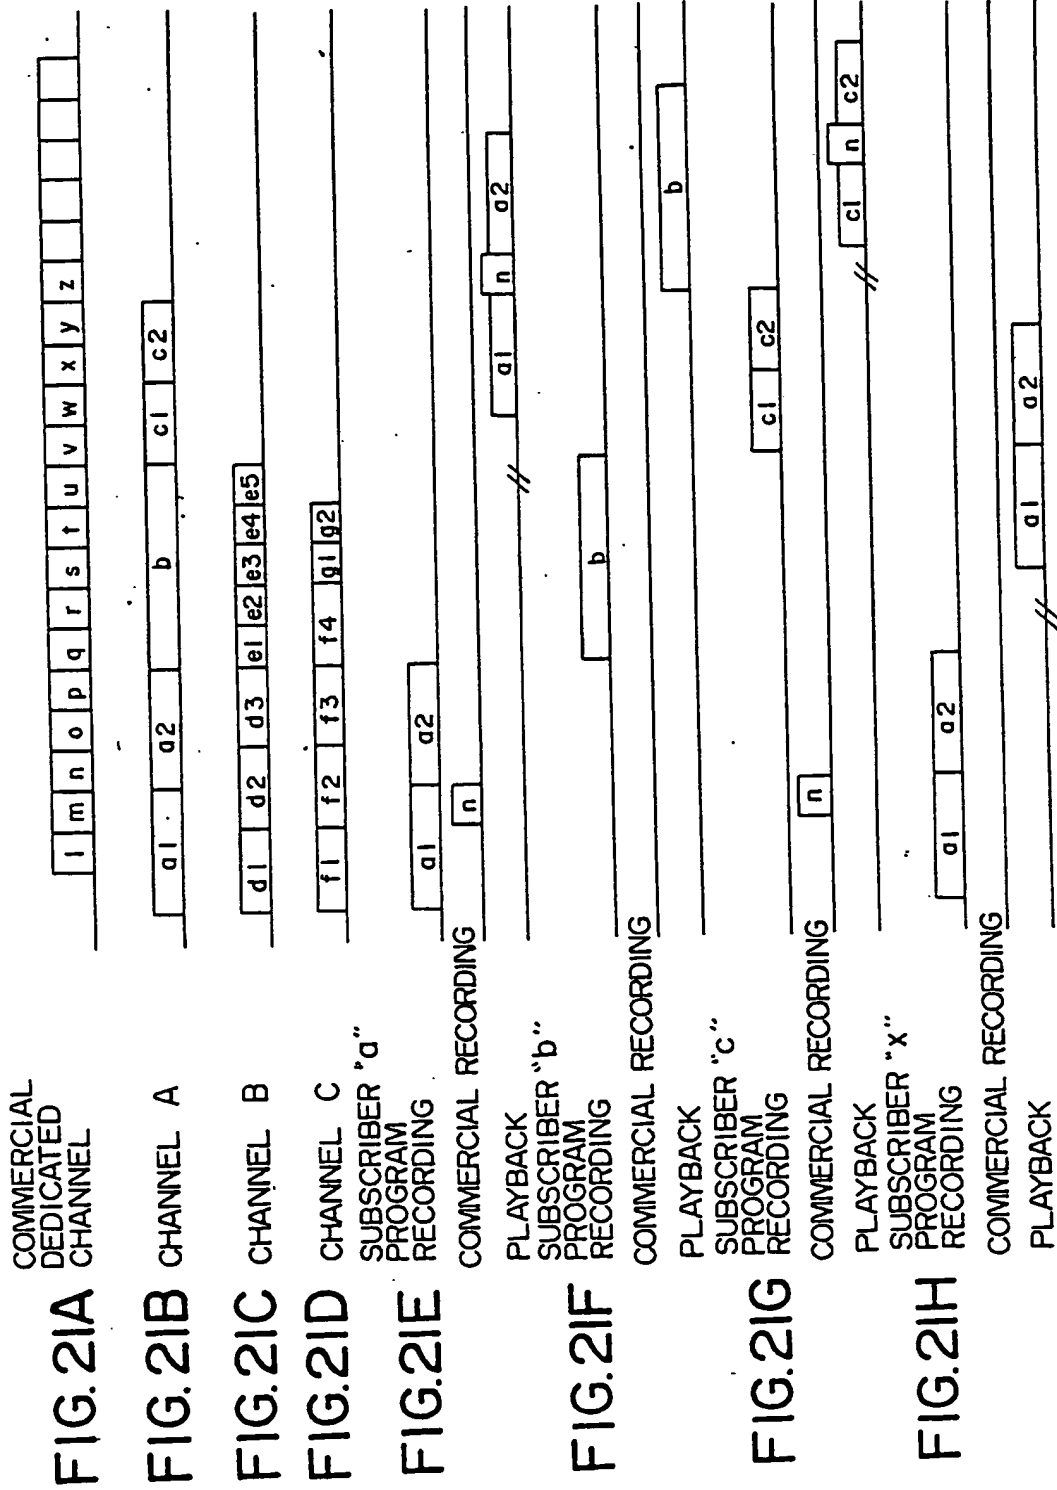 FIG.21A
COMMERCIAL
DEDICATED
CHANNEL
l m n o p q r s t u v w x y z
FIG.21B
CHANNEL A
a1 a2 b c1 c2
FIG.21C
CHANNEL B
d1 d2 d3 e1 e2 e3 e4 e5
FIG.21D
CHANNEL C
f1 f2 f3 f4 g1 g2
FIG.21E
SUBSCRIBER "a"
PROGRAM
RECORDING
a1 a2
COMMERCIAL RECORDING
n
PLAYBACK
a1 n a2
FIG.21F
SUBSCRIBER "b"
PROGRAM
RECORDING
b
COMMERCIAL RECORDING
PLAYBACK
b
FIG.21G
SUBSCRIBER "c"
PROGRAM
RECORDING
c1 c2
COMMERCIAL RECORDING
n
PLAYBACK
c1 n c2
FIG.21H
SUBSCRIBER "x"
PROGRAM
RECORDING
a1 a2
COMMERCIAL RECORDING
PLAYBACK
a1 a2